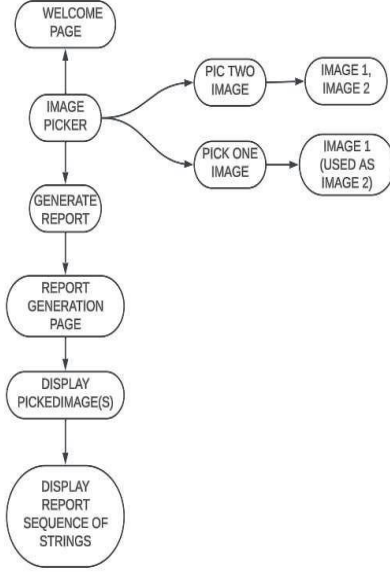 WELCOME
PAGE
IMAGE
PICKER
PIC TWO
IMAGE
IMAGE 1,
IMAGE 2
PICK ONE
IMAGE
IMAGE 1
(USED AS
IMAGE 2)
GENERATE
REPORT
REPORT
GENERATION
PAGE
DISPLAY
PICKEDIMAGE(S)
DISPLAY
REPORT
SEQUENCE OF
STRINGS